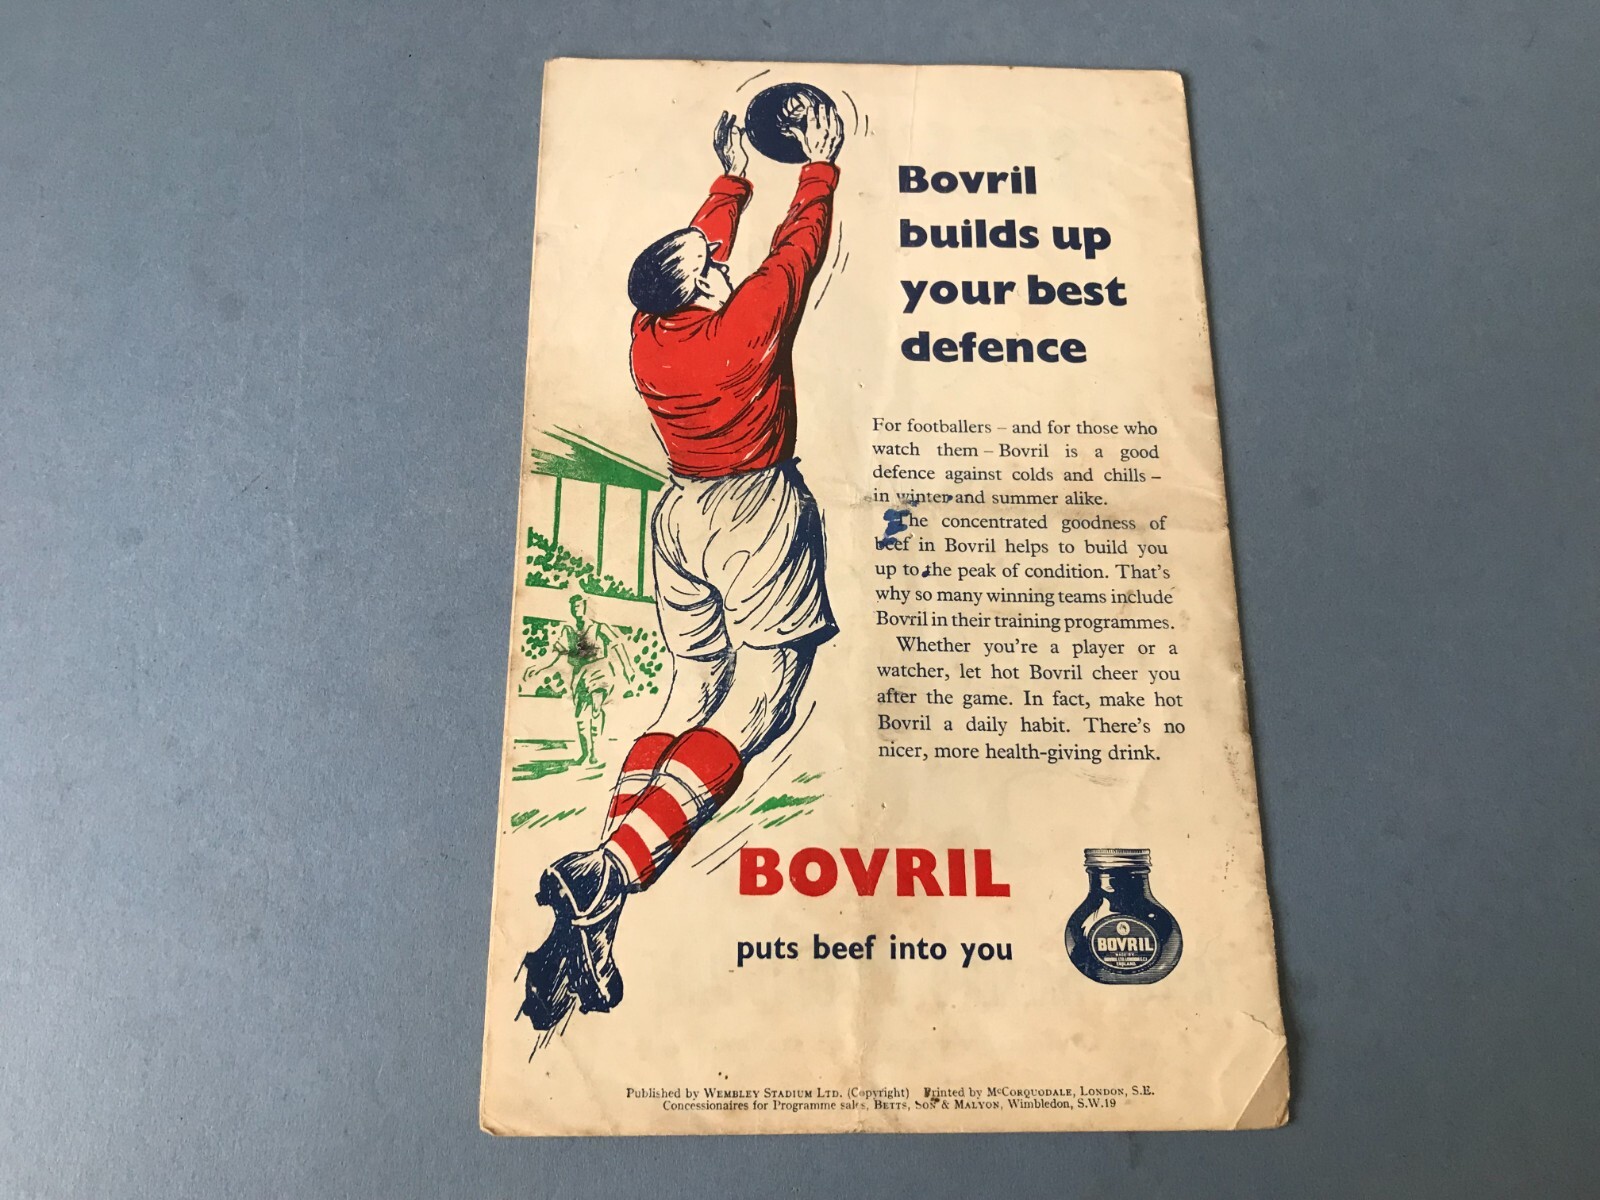 Bovril
builds up
your best
defence
For footballers – and for those who
watch them – Bovril is a good
defence against colds and chills –
in winter and summer alike.
The concentrated goodness of
beef in Bovril helps to build you
up to the peak of condition. That's
why so many winning teams include
Bovril in their training programmes.
Whether you're a player or a
watcher, let hot Bovril cheer you
after the game. In fact, make hot
Bovril a daily habit. There's no
nicer, more health-giving drink.
BOVRIL
puts beef into you
BOVRIL
Published by WEMBLEY STADIUM LTD. (Copyright) Printed by McCORQUODALE, LONDON, S.E.
Concessionaires for Programme sales, BETTS, SON & MALYON, Wimbledon, S.W.19